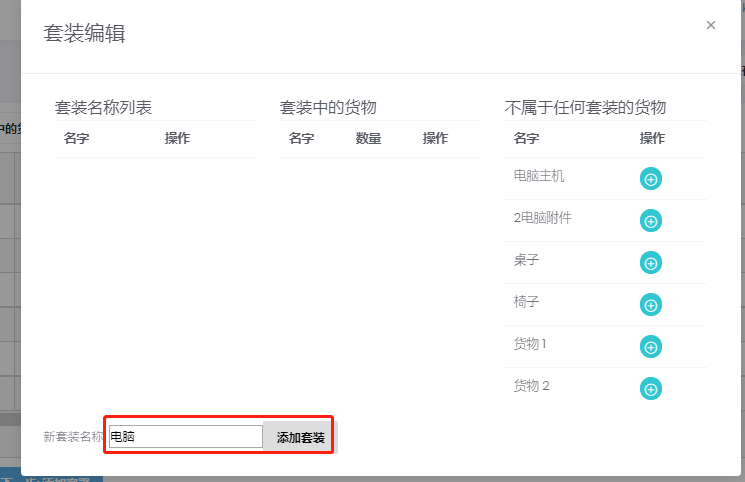 套装编辑
×
套装名称列表
名字 操作
套装中的货物
名字 数量 操作
不属于任何套装的货物
名字 操作
电脑主机
2电脑附件
桌子
椅子
货物 1
货物 2
新套装名称 电脑 添加套装